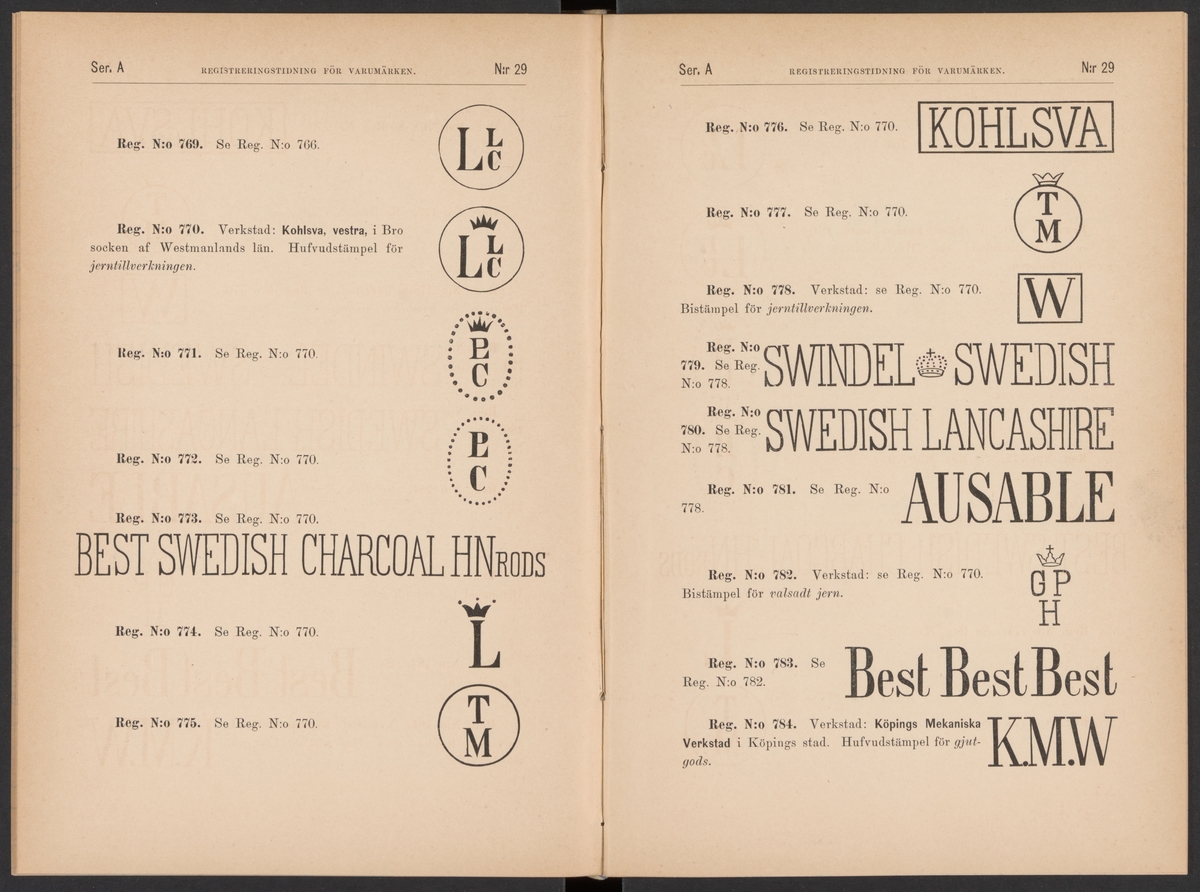 Ser. A REGISTRERINGSTIDNING FÖR VARUMÄRKEN. N:r 29
Reg. N:o 769. Se Reg. N:o 766.
L L C
Reg. N:o 770. Verkstad: Kohlsva, vestra, i Bro
socken af Westmanlands län. Hufvudstämpel för
jerntillverkningen.
L L C
Reg. N:o 771. Se Reg. N:o 770.
C
Reg. N:o 772. Se Reg. N:o 770.
C
Reg. N:o 773. Se Reg. N:o 770.
BEST SWEDISH CHARCOAL HN RODS
Reg. N:o 774. Se Reg. N:o 770.
L
Reg. N:o 775. Se Reg. N:o 770.
T
M
Ser. A REGISTRERINGSTIDNING FÖR VARUMÄRKEN. N:r 29
Reg. N:o 776. Se Reg. N:o 770.
KOHLSVA
Reg. N:o 777. Se Reg. N:o 770.
T
M
Reg. N:o 778. Verkstad: se Reg. N:o 770.
Bistämpel för jerntillverkningen.
W
Reg. N:o
779. Se Reg.
N:o 778.
SWINDEL SWEDISH
Reg. N:o
780. Se Reg.
N:o 778.
SWEDISH LANCASHIRE
Reg. N:o 781. Se Reg. N:o
778.
AUSABLE
Reg. N:o 782. Verkstad: se Reg. N:o 770.
Bistämpel för valsadt jern.
G P
H
Reg. N:o 783. Se
Reg. N:o 782.
Best Best Best
Reg. N:o 784. Verkstad: Köpings Mekaniska
Verkstad i Köpings stad. Hufvudstämpel för gjut-
gods.
K.M.W